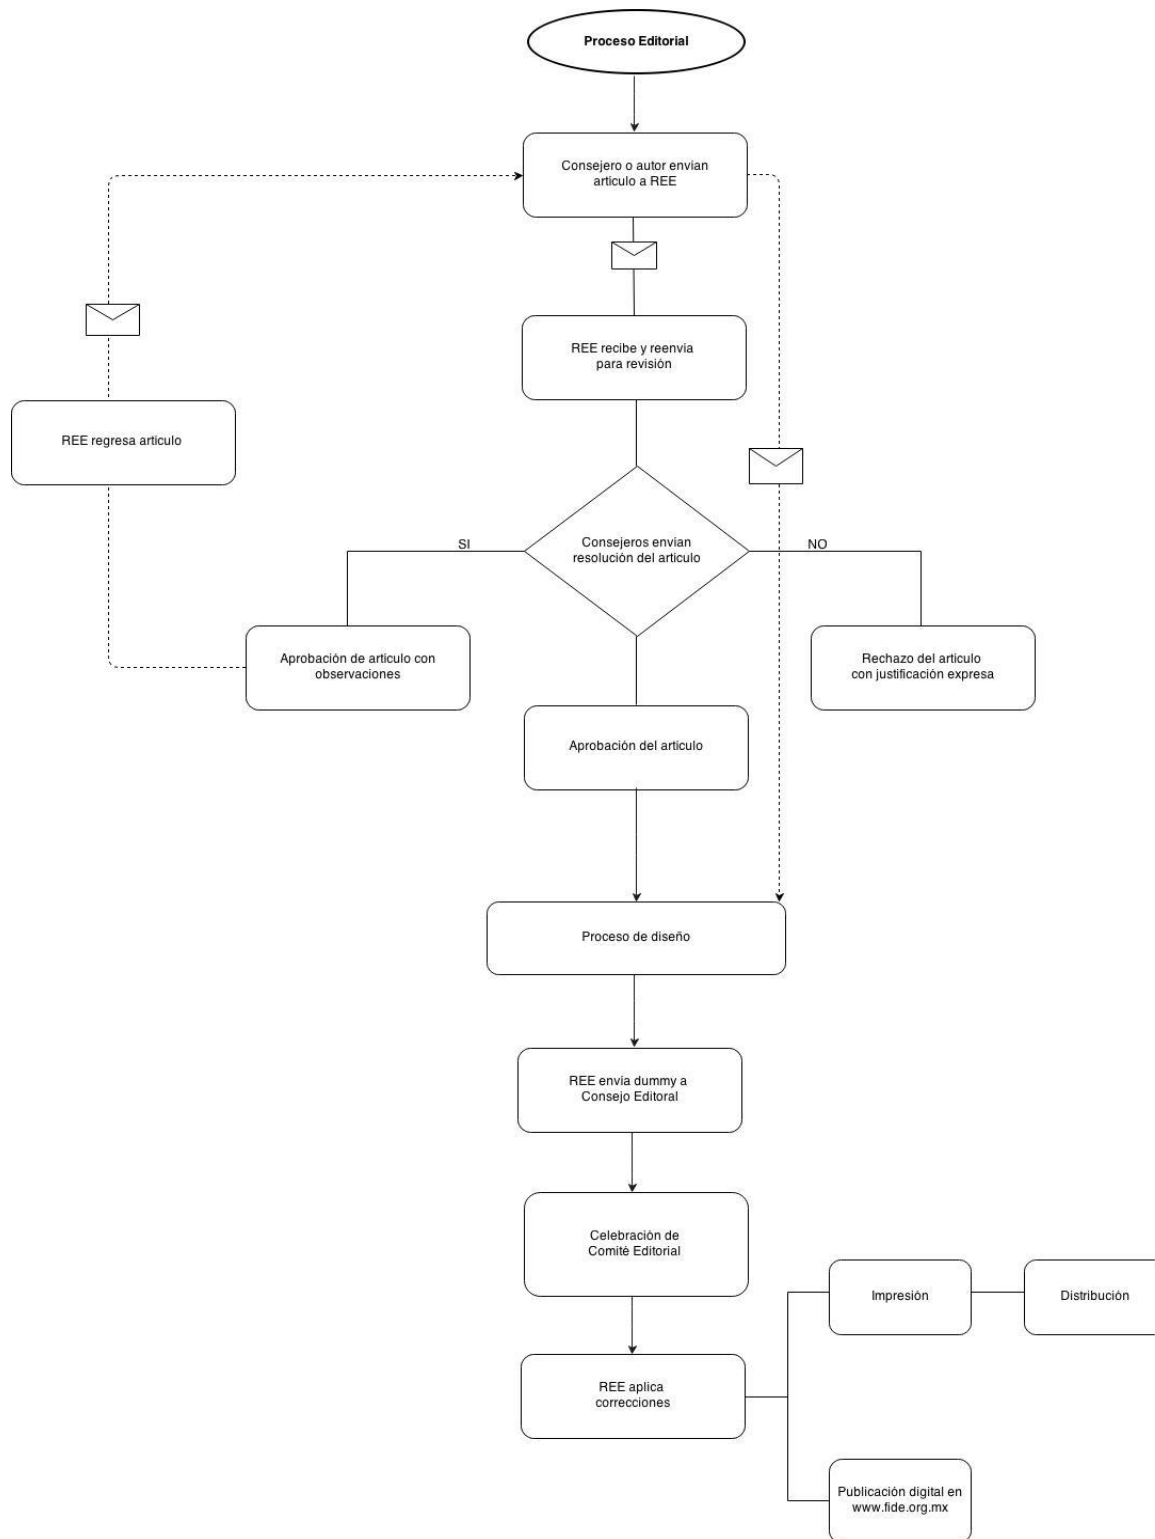 Proceso Editorial
Consejero o autor envian
articulo a REE
REE recibe y reenvia
para revisión
REE regresa articulo
Consejeros envían
resolución del articulo
SI
NO
Aprobación de articulo con
observaciones
Rechazo del articulo
con justificación expresa
Aprobación del articulo
Proceso de diseño
REE envía dummy a
Consejo Editoral
Celebración de
Comité Editorial
Impresión
Distribución
REE aplica
correcciones
Publicación digital en
www.fide.org.mx